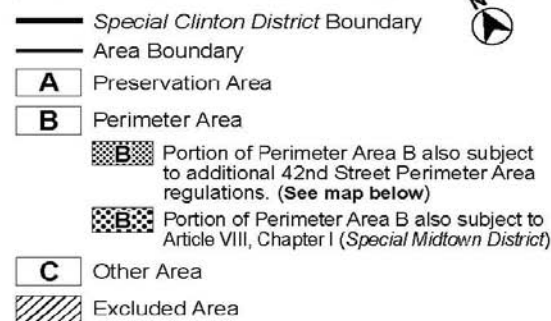 N
Special Clinton District Boundary
Area Boundary
A Preservation Area
B Perimeter Area
B Portion of Perimeter Area B also subject
to additional 42nd Street Perimeter Area
regulations. (See map below)
B Portion of Perimeter Area B also subject to
Article VIII, Chapter I (Special Midtown District)
C Other Area
Excluded Area